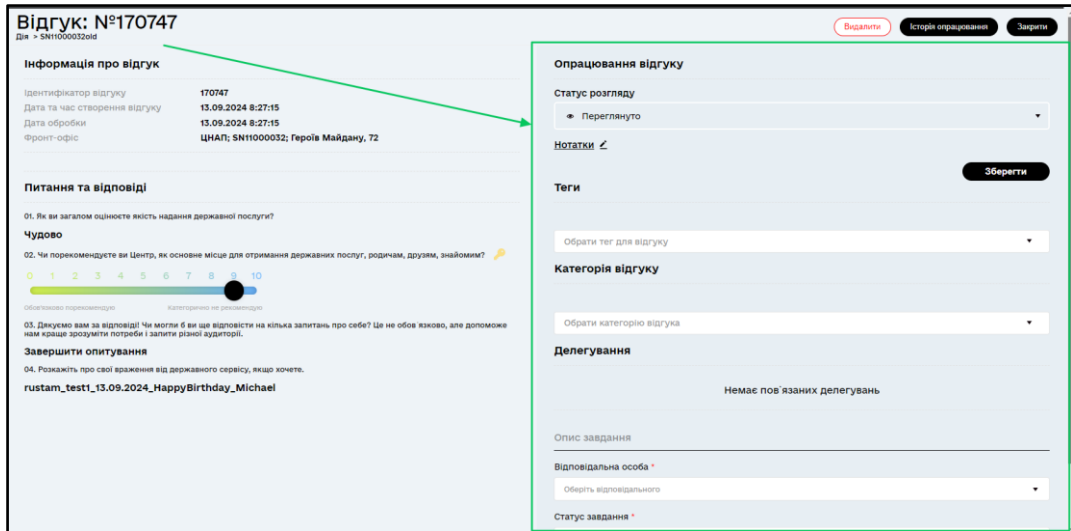 Відгук: №170747
Дія > SN11000032old
Видалити
Історія опрацювання
Закрити
Інформація про відгук
Ідентифікатор відгуку 170747
Дата та час створення відгуку 13.09.2024 8:27:15
Дата обробки 13.09.2024 8:27:15
Фронт-офіс ЦНАП; SN11000032; Героїв Майдану, 72
Питання та відповіді
01. Як ви загалом оцінюєте якість надання державної послуги?
Чудово
02. Чи порекомендуєте ви Центр, як основне місце для отримання державних послуг, родичам, друзям, знайомим?
0 1 2 3 4 5 6 7 8 9 10
Обов'язково порекомендую Категорично не рекомендую
03. Дякуємо вам за відповіді! Чи могли б ви ще відповісти на кілька запитань про себе? Це не обов`язково, але допоможе
нам краще зрозуміти потреби і запити різної аудиторії.
Завершити опитування
04. Розкажіть про свої враження від державного сервісу, якщо хочете.
rustam_test1_13.09.2024_HappyBirthday_Michael
Опрацювання відгуку
Статус розгляду
Переглянуто
Нотатки
Зберегти
Теги
Обрати тег для відгуку
Категорія відгуку
Обрати категорію відгука
Делегування
Немає пов`язаних делегувань
Опис завдання
Відповідальна особа *
Оберіть відповідального
Статус завдання *